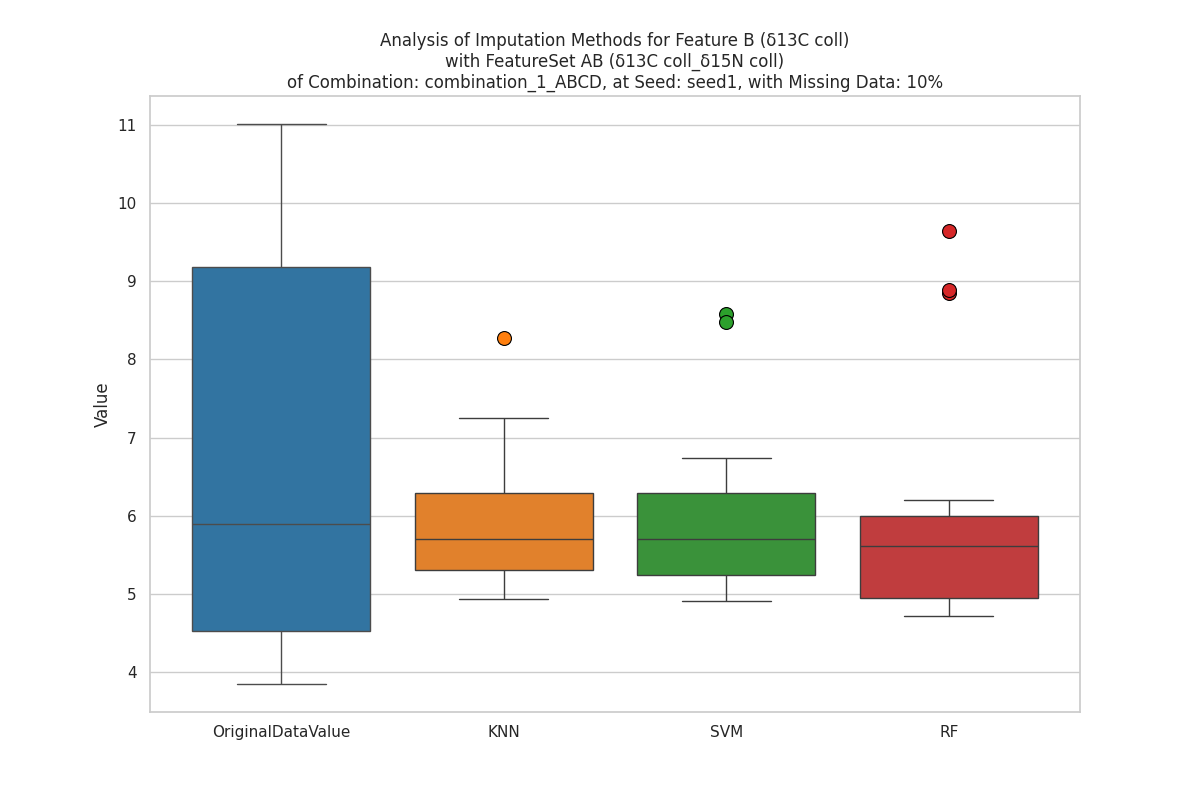 Analysis of Imputation Methods for Feature B (δ13C coll)
with FeatureSet AB (δ13C coll_δ15N coll)
of Combination: combination_1_ABCD, at Seed: seed1, with Missing Data: 10%
11
10
9
8
7
6
5
4
Value
OriginalDataValue
KNN
SVM
RF